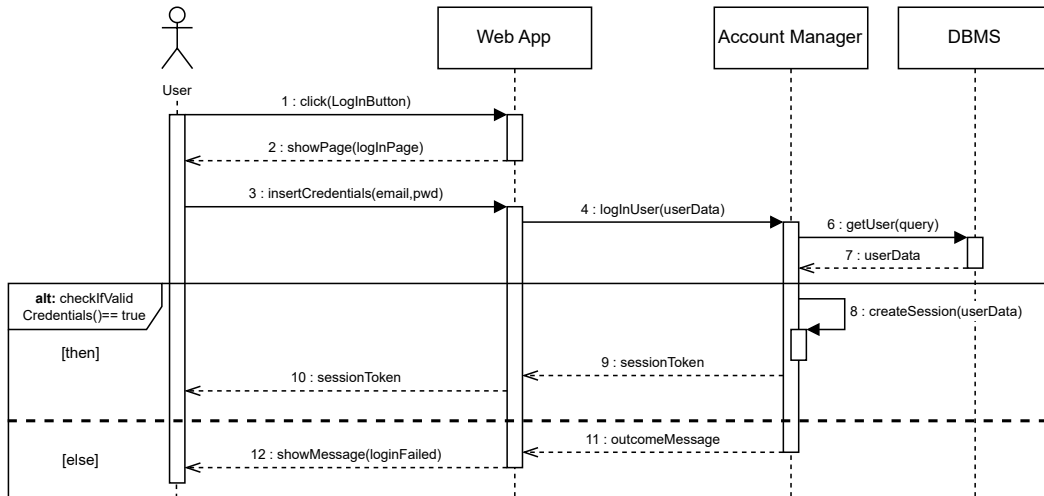 Web App
Account Manager
DBMS
User
1 : click(LogInButton)
2 : showPage(logInPage)
3 : insertCredentials(email,pwd)
4 : logInUser(userData)
6 : getUser(query)
7 : userData
alt: checkIfValid
Credentials()== true
8 : createSession(userData)
[then]
9 : sessionToken
10 : sessionToken
11 : outcomeMessage
[else]
12 : showMessage(loginFailed)